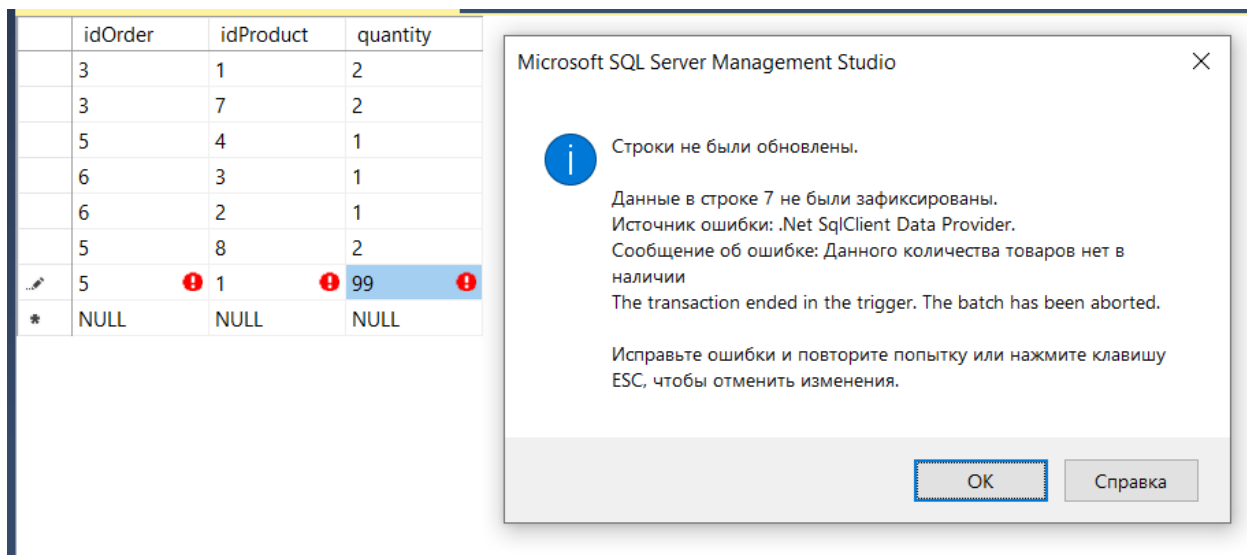 idOrder idProduct quantity
3 1 2
3 7 2
5 4 1
6 3 1
6 2 1
5 8 2
5 1 99
NULL NULL NULL
Microsoft SQL Server Management Studio
Строки не были обновлены.
Данные в строке 7 не были зафиксированы.
Источник ошибки: .Net SqlClient Data Provider.
Сообщение об ошибке: Данного количества товаров нет в
наличии
The transaction ended in the trigger. The batch has been aborted.
Исправьте ошибки и повторите попытку или нажмите клавишу
ESC, чтобы отменить изменения.
ОК Справка